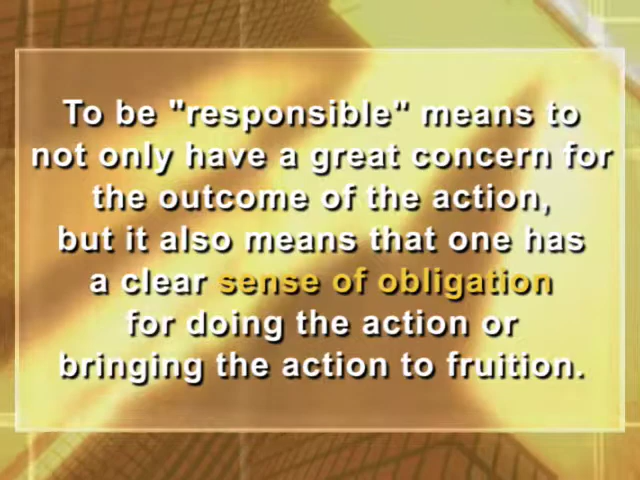 To be "responsible" means to
not only have a great concern for
the outcome of the action,
but it also means that one has
a clear sense of obligation
for doing the action or
bringing the action to fruition.